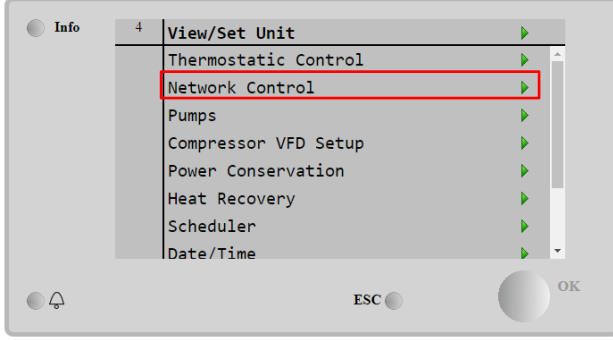 Info
4 View/Set Unit
Thermostatic Control
Network Control
Pumps
Compressor VFD Setup
Power Conservation
Heat Recovery
Scheduler
Date/Time
ESC
OK